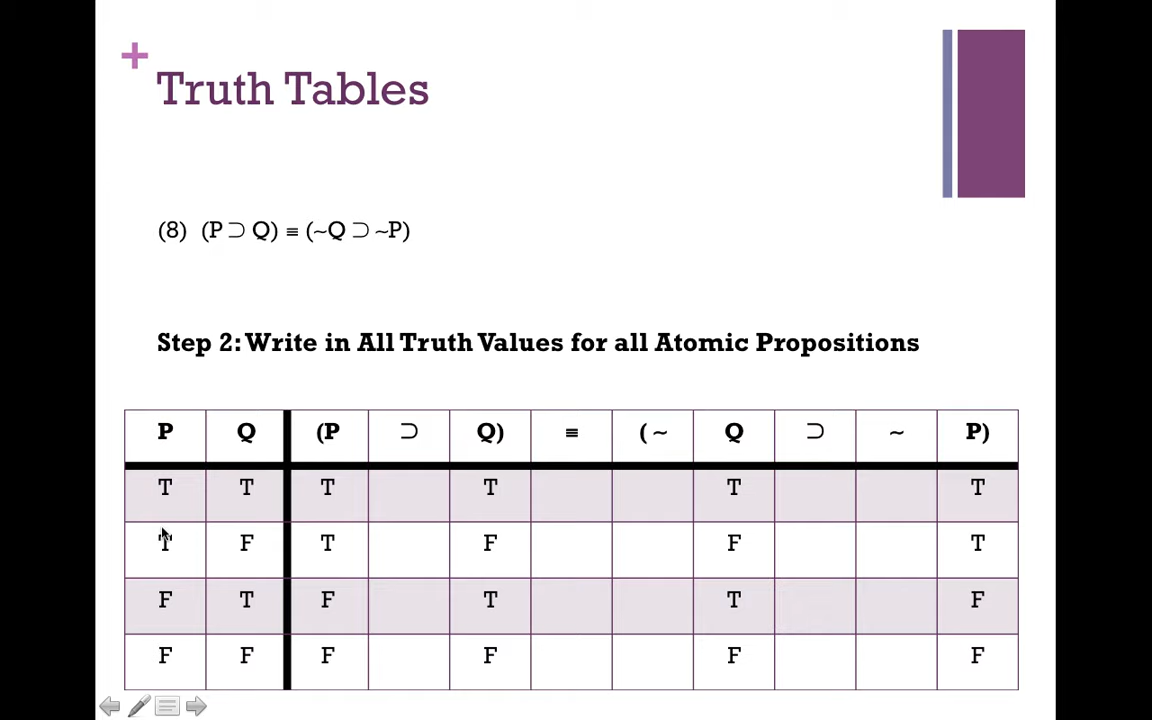 +
Truth Tables
(8) (P ⊃ Q) ≡ (~Q ⊃ ~P)
Step 2: Write in All Truth Values for all Atomic Propositions
P Q (P ⊃ Q) ≡ (~ Q ⊃ ~ P)
T T T T T T
T F T F F T
F T F T T F
F F F F F F